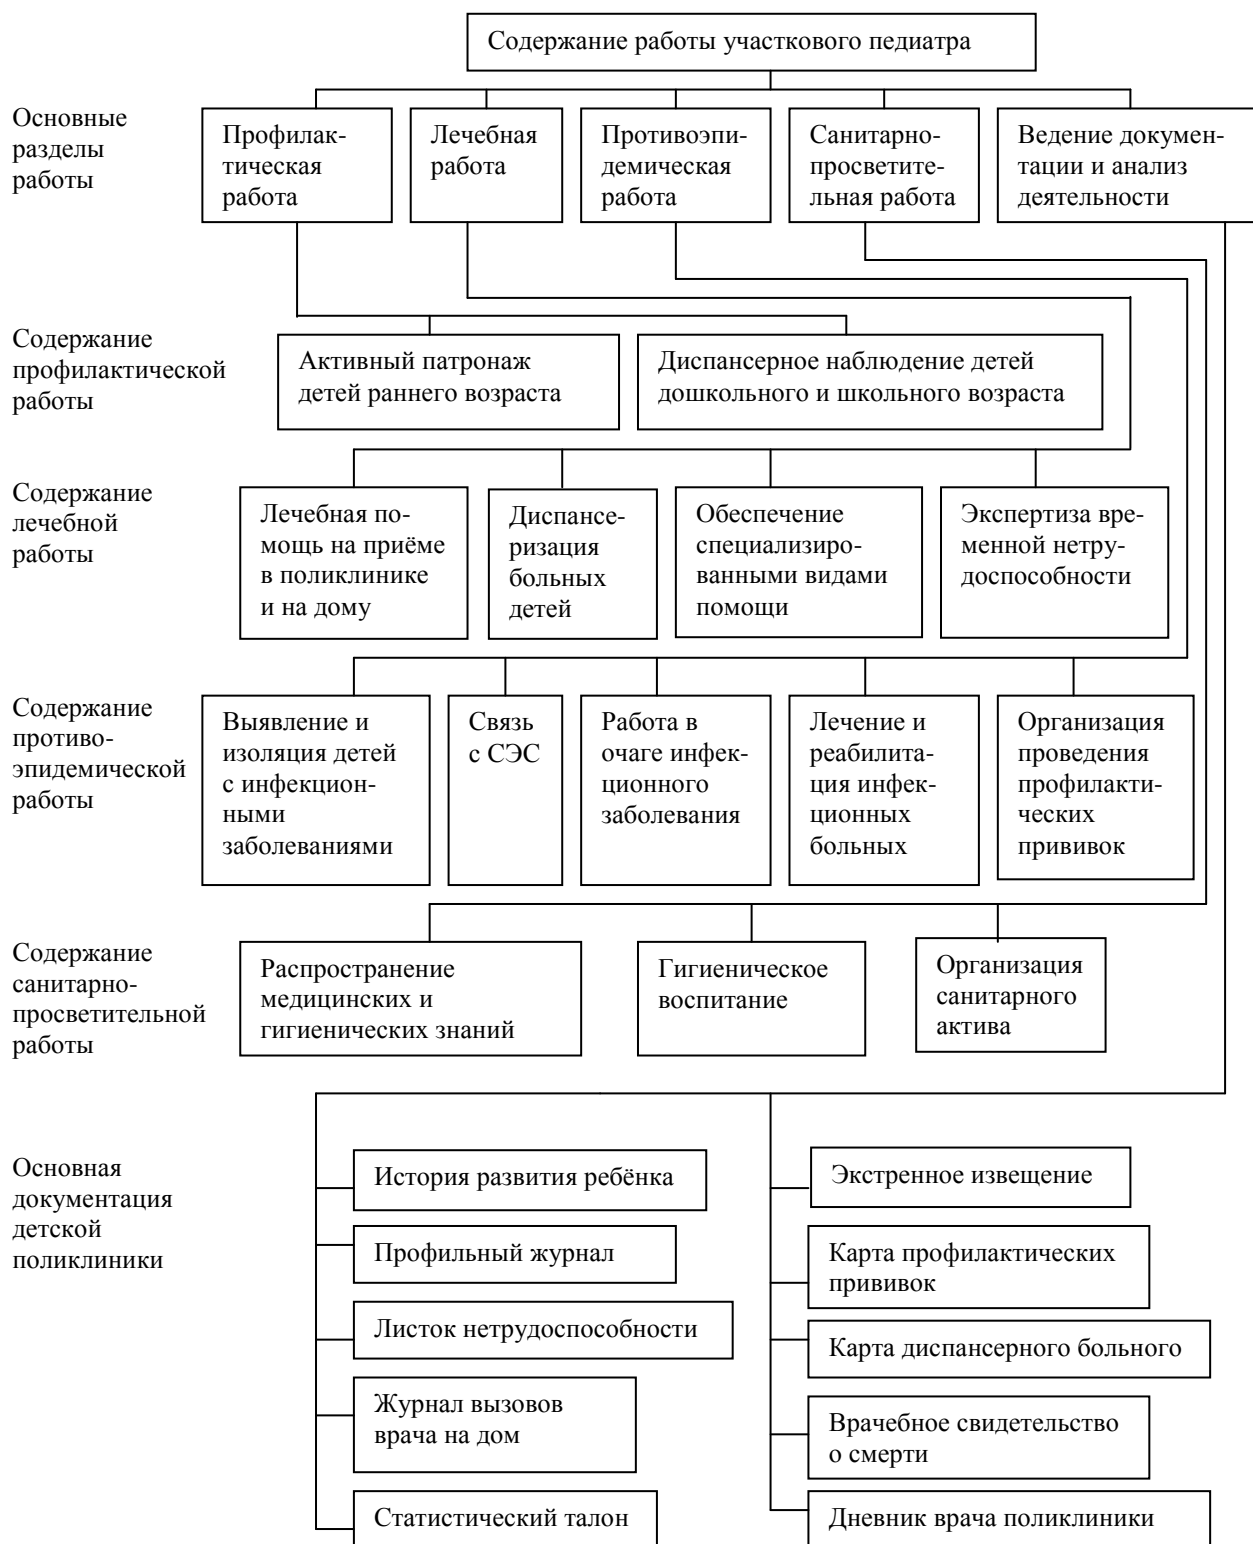 Содержание работы участкового педиатра
Основные
разделы
работы
Профилак-
тическая
работа
Лечебная
работа
Противоэпи-
демическая
работа
Санитарно-
просветите-
льная работа
Ведение докумен-
тации и анализ
деятельности
Содержание
профилактической
работы
Активный патронаж
детей раннего возраста
Диспансерное наблюдение детей
дошкольного и школьного возраста
Содержание
лечебной
работы
Лечебная по-
мощь на приёме
в поликлинике
и на дому
Диспансе-
ризация
больных
детей
Обеспечение
специализиро-
ванными видами
помощи
Экспертиза вре-
менной нетру-
доспособности
Содержание
противо-
эпидемической
работы
Выявление и
изоляция детей
с инфекцион-
ными
заболеваниями
Связь
с СЭС
Работа в
очаге инфек-
ционного
заболевания
Лечение и
реабилита-
ция инфек-
ционных
больных
Организация
проведения
профилакти-
ческих
прививок
Содержание
санитарно-
просветительной
работы
Распространение
медицинских и
гигиенических знаний
Гигиеническое
воспитание
Организация
санитарного
актива
Основная
документация
детской
поликлиники
История развития ребёнка
Профильный журнал
Листок нетрудоспособности
Журнал вызовов
врача на дом
Статистический талон
Экстренное извещение
Карта профилактических
прививок
Карта диспансерного больного
Врачебное свидетельство
о смерти
Дневник врача поликлиники